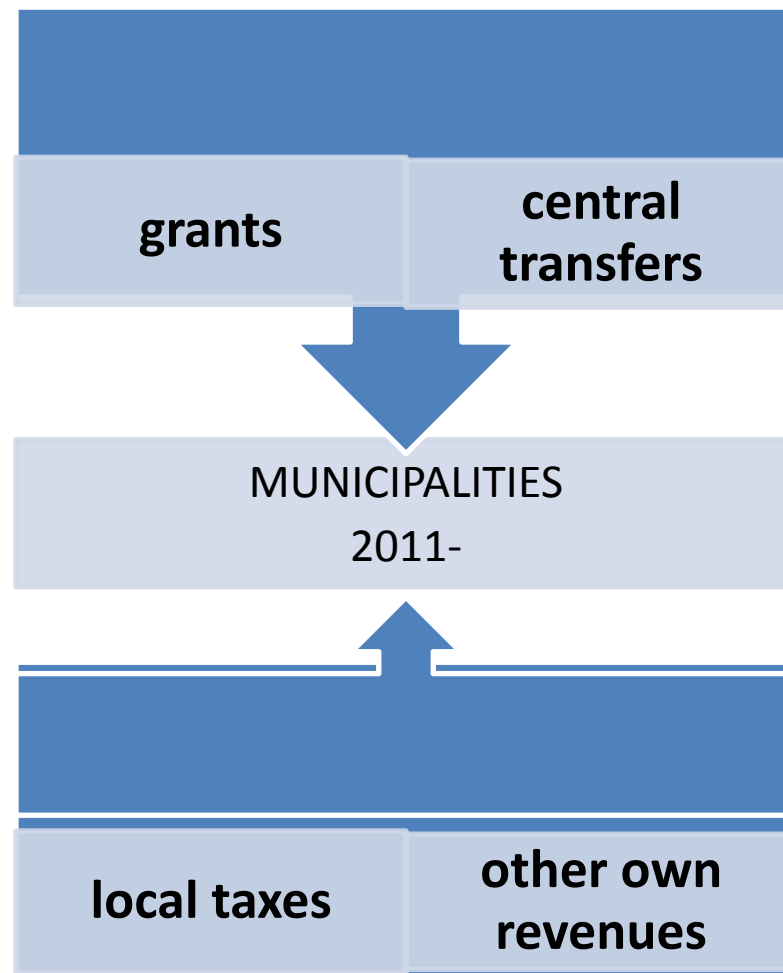 grants
central
transfers
MUNICIPALITIES
2011-
local taxes
other own
revenues